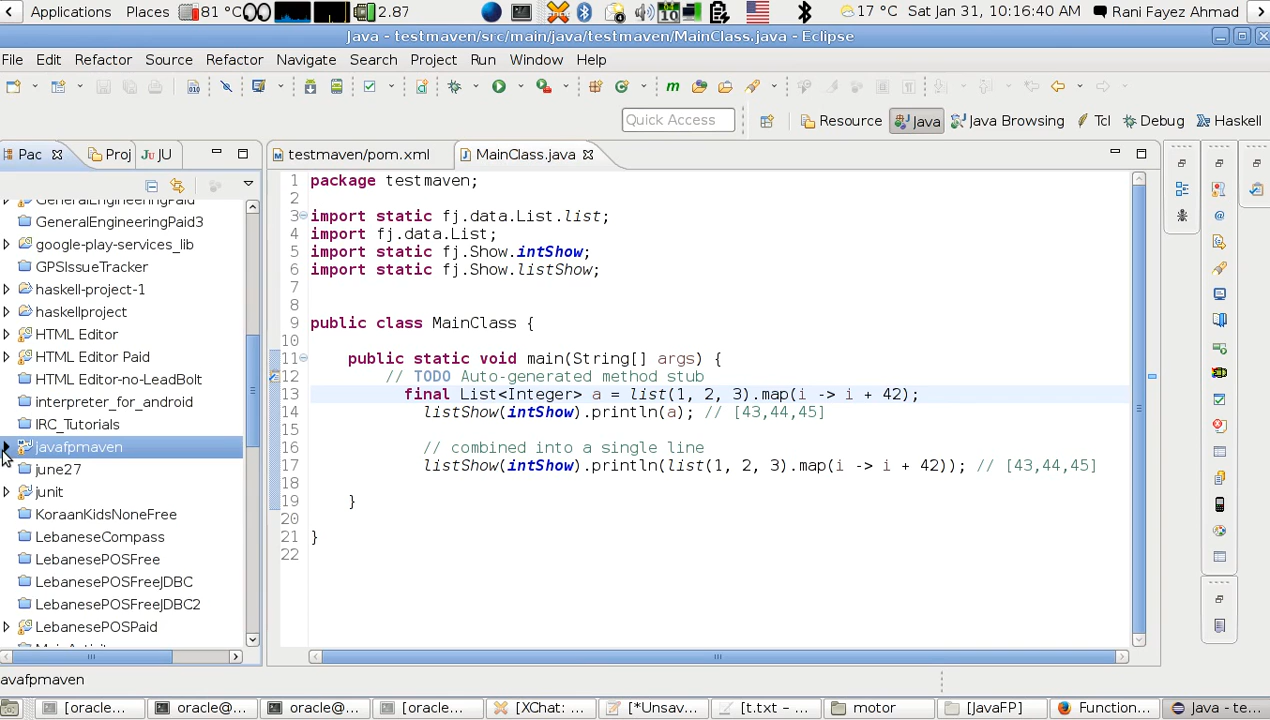 Applications Places 81 °C 2.87 10 17 °C Sat Jan 31, 10:16:40 Rani Fayez Ahmad
Java - testmaven/src/main/java/testmaven/MainClass.java - Eclipse
File Edit Refactor Source Refactor Navigate Search Project Run Window Help
Quick Access Resource Java Java Browsing Tcl Debug Haskell
Pac Proj JU testmaven/pom.xml MainClass.java
GeneralEngineeringPaid
GeneralEngineeringPaid3
google-play-services_lib
GPSIssueTracker
haskell-project-1
haskellproject
HTML Editor
HTML Editor Paid
HTML Editor-no-LeadBolt
interpreter_for_android
IRC_Tutorials
javafpmaven
june27
junit
KoraanKidsNoneFree
LebaneseCompass
LebanesePOSFree
LebanesePOSFreeJDBC
LebanesePOSFreeJDBC2
LebanesePOSPaid
1 package testmaven;
2
3 import static fj.data.List.list;
4 import fj.data.List;
5 import static fj.Show.intShow;
6 import static fj.Show.listShow;
7
8
9 public class MainClass {
10
11 public static void main(String[] args) {
12 // TODO Auto-generated method stub
13 final List<Integer> a = list(1, 2, 3).map(i -> i + 42);
14 listShow(intShow).println(a); // [43,44,45]
15
16 // combined into a single line
17 listShow(intShow).println(list(1, 2, 3).map(i -> i + 42)); // [43,44,45]
18
19 }
20
21 }
22
avafpmaven
[oracle... oracle@... oracle@... [oracle... [XChat: ... [*Unsav... [t.txt – ... motor [JavaFP] Function... Java - te...